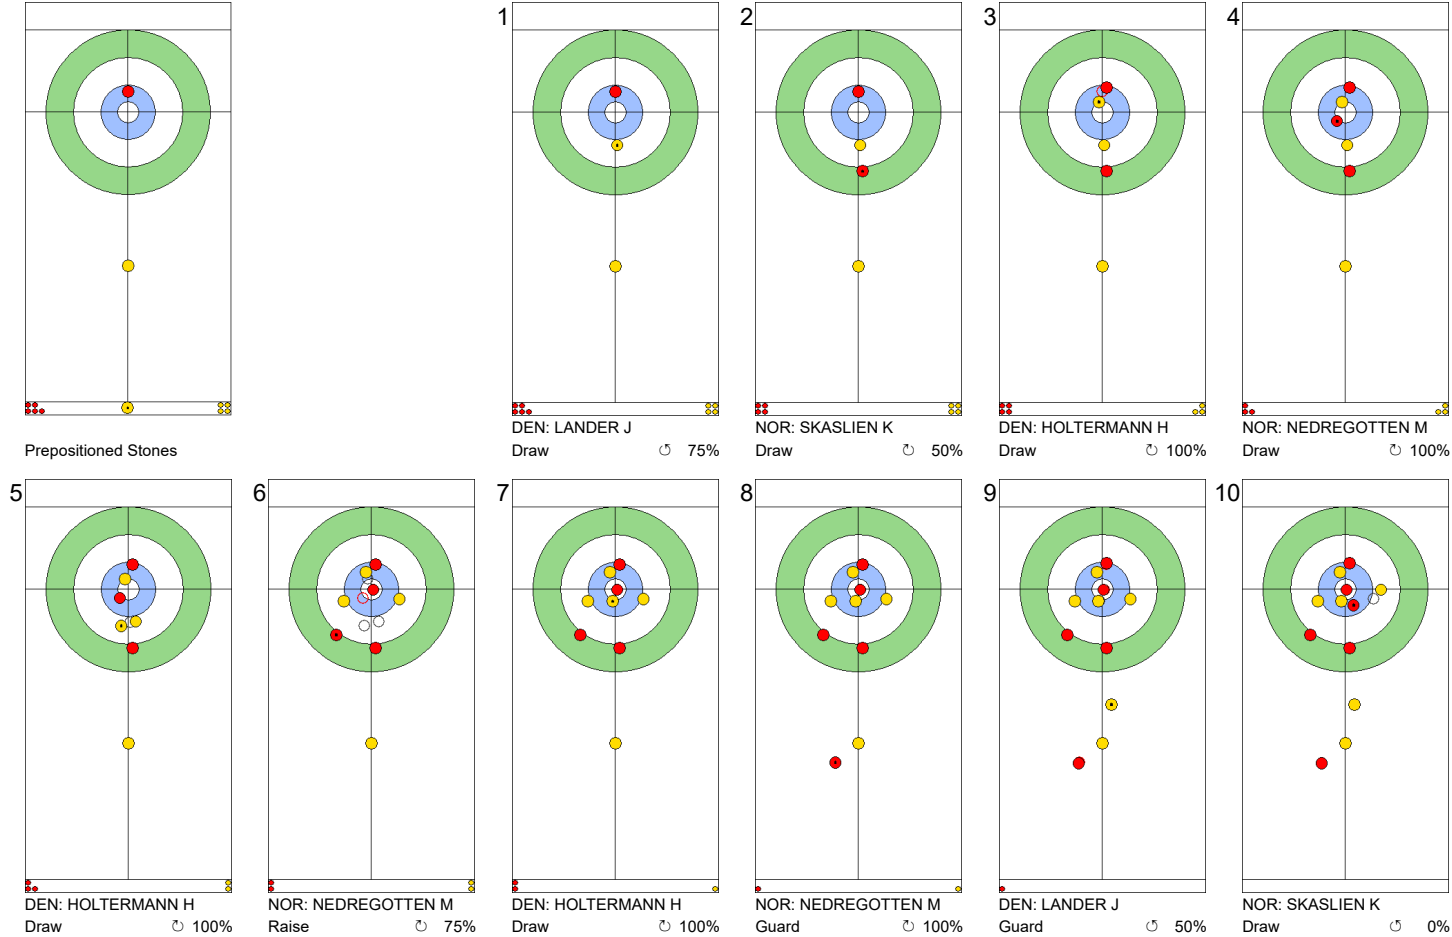 1
2
3
4
Prepositioned Stones
DEN: LANDER J
Draw ↺ 75%
NOR: SKASLIEN K
Draw ↻ 50%
DEN: HOLTERMANN H
Draw ↻ 100%
NOR: NEDREGOTTEN M
Draw ↻ 100%
5
6
7
8
9
10
DEN: HOLTERMANN H
Draw ↻ 100%
NOR: NEDREGOTTEN M
Raise ↻ 75%
DEN: HOLTERMANN H
Draw ↻ 100%
NOR: NEDREGOTTEN M
Guard ↻ 100%
DEN: LANDER J
Guard ↺ 50%
NOR: SKASLIEN K
Draw ↺ 0%